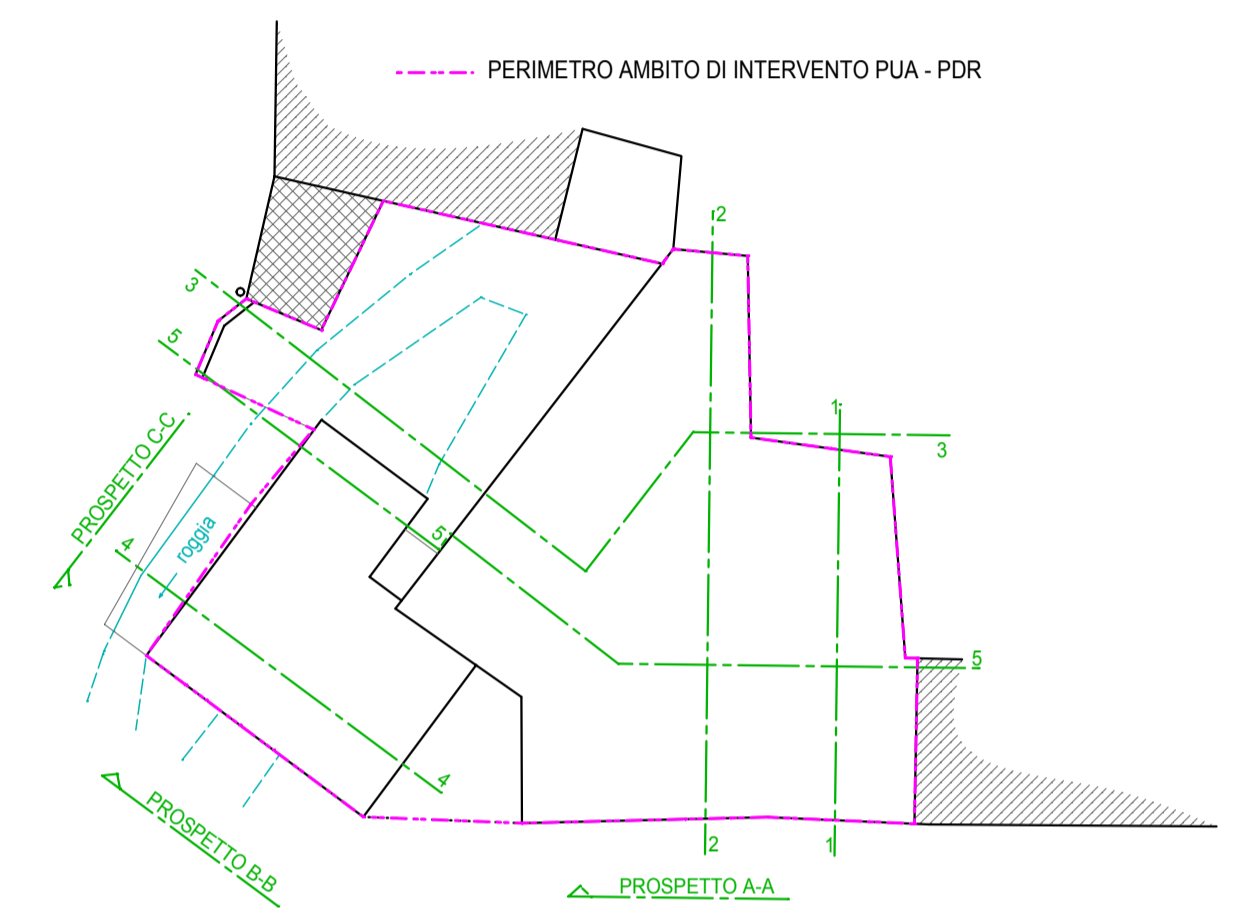 PERIMETRO AMBITO DI INTERVENTO PUA - PDR
2
3
5
1
3
PROSPETTO C-C
roggia
5
4
5
4
PROSPETTO B-B
2
1
PROSPETTO A-A